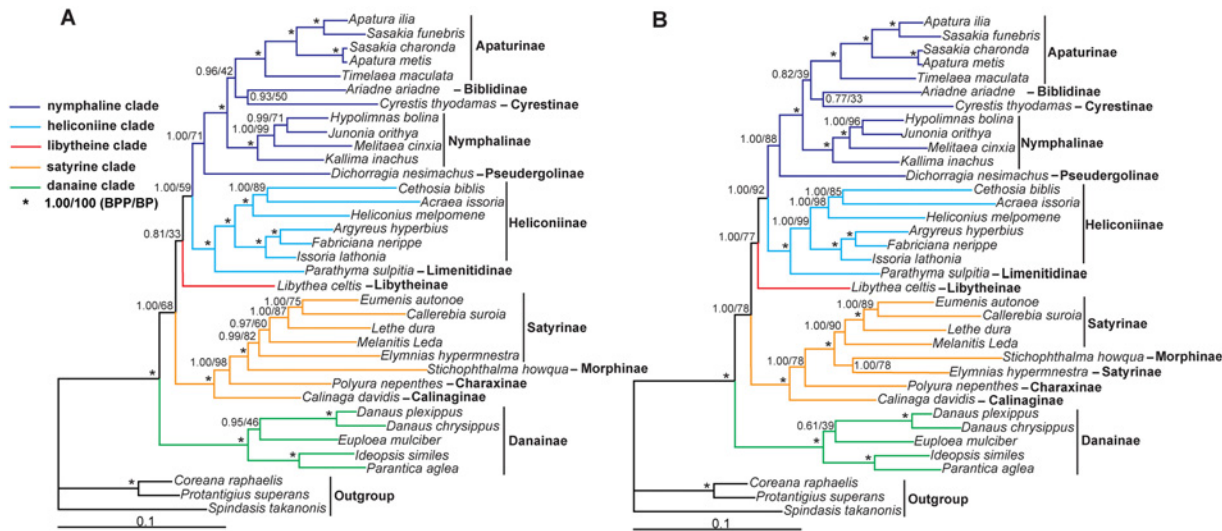 A
B
nymphaline clade
heliconiine clade
libytheine clade
satyrine clade
danaine clade
* 1.00/100 (BPP/BP)
Apatura ilia
Sasakia funebris
Sasakia charonda
Apatura metis
Timelaea maculata
Apaturinae
Ariadne ariadne – Biblidinae
Cyrestis thyodamas – Cyrestinae
Hypolimnas bolina
Junonia orithya
Melitaea cinxia
Kallima inachus
Nymphalinae
Dichorragia nesimachus – Pseudergolinae
Cethosia biblis
Acraea issoria
Heliconius melpomene
Argyreus hyperbius
Fabriciana nerippe
Issoria lathonia
Heliconiinae
Parathyma sulpitia – Limenitidinae
Libythea celtis – Libytheinae
Eumenis autonoe
Callerebia suroia
Lethe dura
Melanitis Leda
Elymnias hypermnestra
Satyrinae
Stichophthalma howqua – Morphinae
Polyura nepenthes – Charaxinae
Calinaga davidis – Calinaginae
Danaus plexippus
Danaus chrysippus
Euploea mulciber
Ideopsis similes
Parantica aglea
Danainae
Coreana raphaelis
Protantigius superans
Spindasis takanonis
Outgroup
0.96/42
0.93/50
0.99/71
1.00/99
1.00/71
1.00/59
1.00/89
0.81/33
1.00/68
1.00/75
1.00/87
0.97/60
0.99/82
1.00/98
0.95/46
0.1
Apatura ilia
Sasakia funebris
Sasakia charonda
Apatura metis
Timelaea maculata
Apaturinae
Ariadne ariadne – Biblidinae
Cyrestis thyodamas – Cyrestinae
Hypolimnas bolina
Junonia orithya
Melitaea cinxia
Kallima inachus
Nymphalinae
Dichorragia nesimachus – Pseudergolinae
Cethosia biblis
Acraea issoria
Heliconius melpomene
Argyreus hyperbius
Fabriciana nerippe
Issoria lathonia
Heliconiinae
Parathyma sulpitia – Limenitidinae
Libythea celtis – Libytheinae
Eumenis autonoe
Callerebia suroia
Lethe dura
Melanitis Leda
Satyrinae
Stichophthalma howqua – Morphinae
Elymnias hypermnestra – Satyrinae
Polyura nepenthes – Charaxinae
Calinaga davidis – Calinaginae
Danaus plexippus
Danaus chrysippus
Euploea mulciber
Ideopsis similes
Parantica aglea
Danainae
Coreana raphaelis
Protantigius superans
Spindasis takanonis
Outgroup
0.82/39
0.77/33
1.00/96
1.00/88
1.00/92
1.00/85
1.00/98
1.00/99
1.00/77
1.00/78
1.00/89
1.00/90
1.00/78
1.00/78
0.61/39
0.1